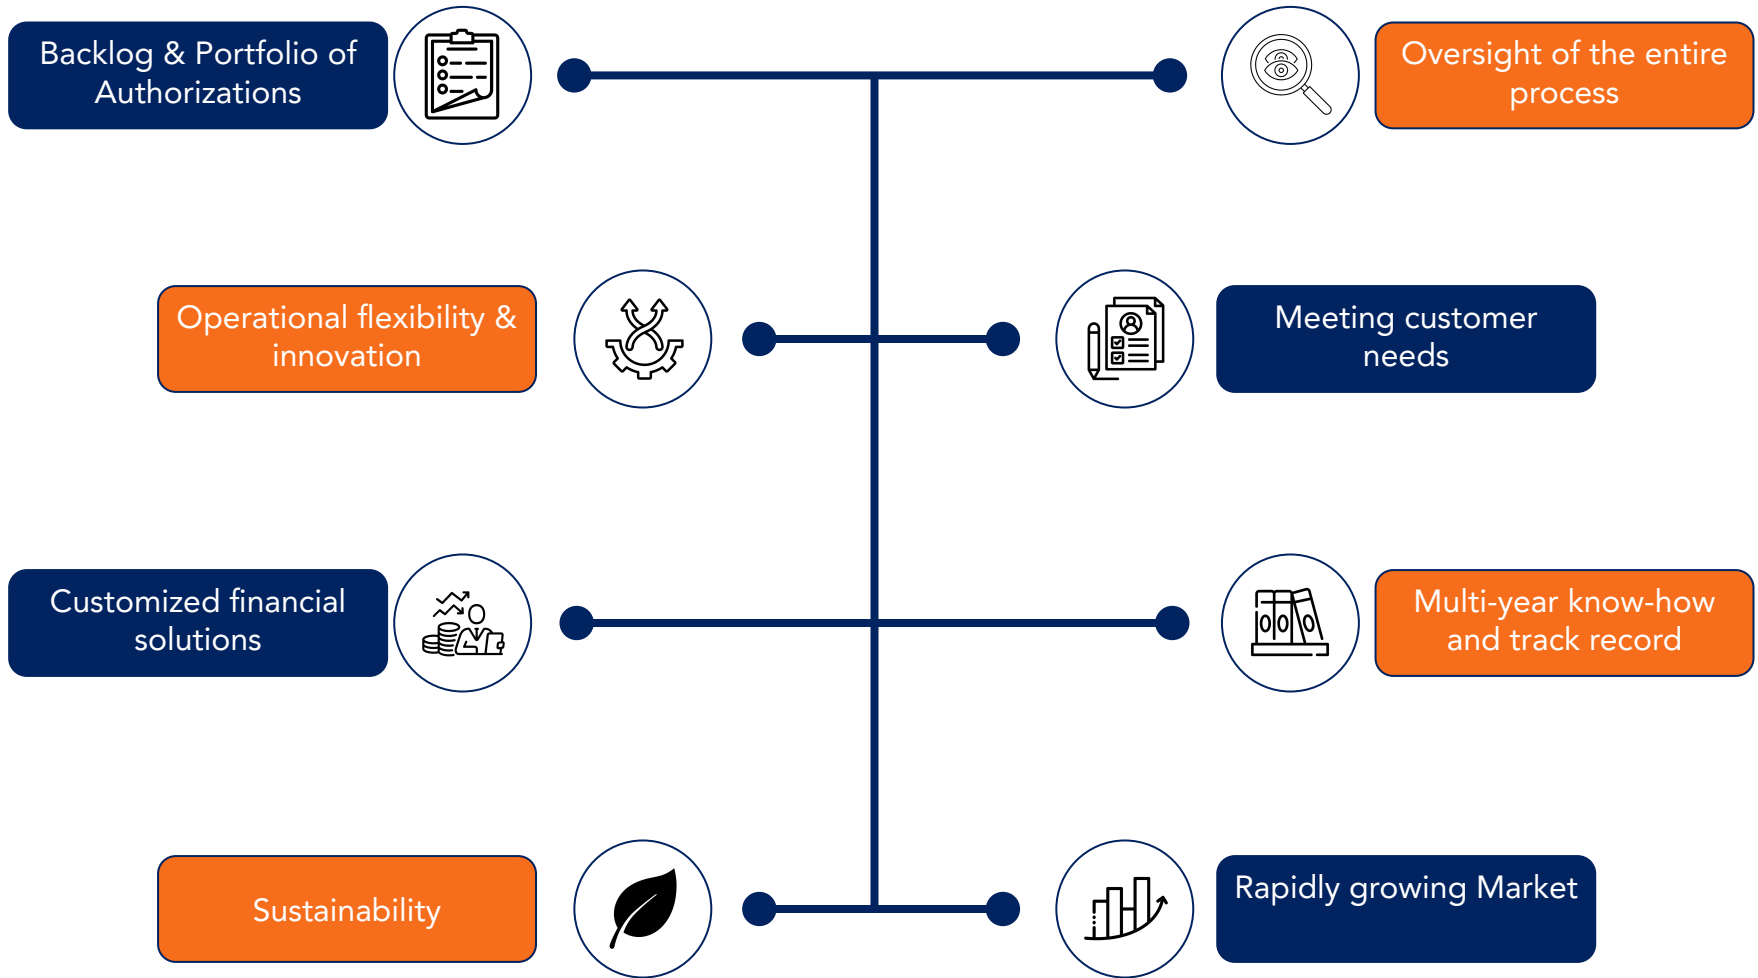 Backlog & Portfolio of
Authorizations
Oversight of the entire
process
Operational flexibility &
innovation
Meeting customer
needs
Customized financial
solutions
Multi-year know-how
and track record
Sustainability
Rapidly growing Market